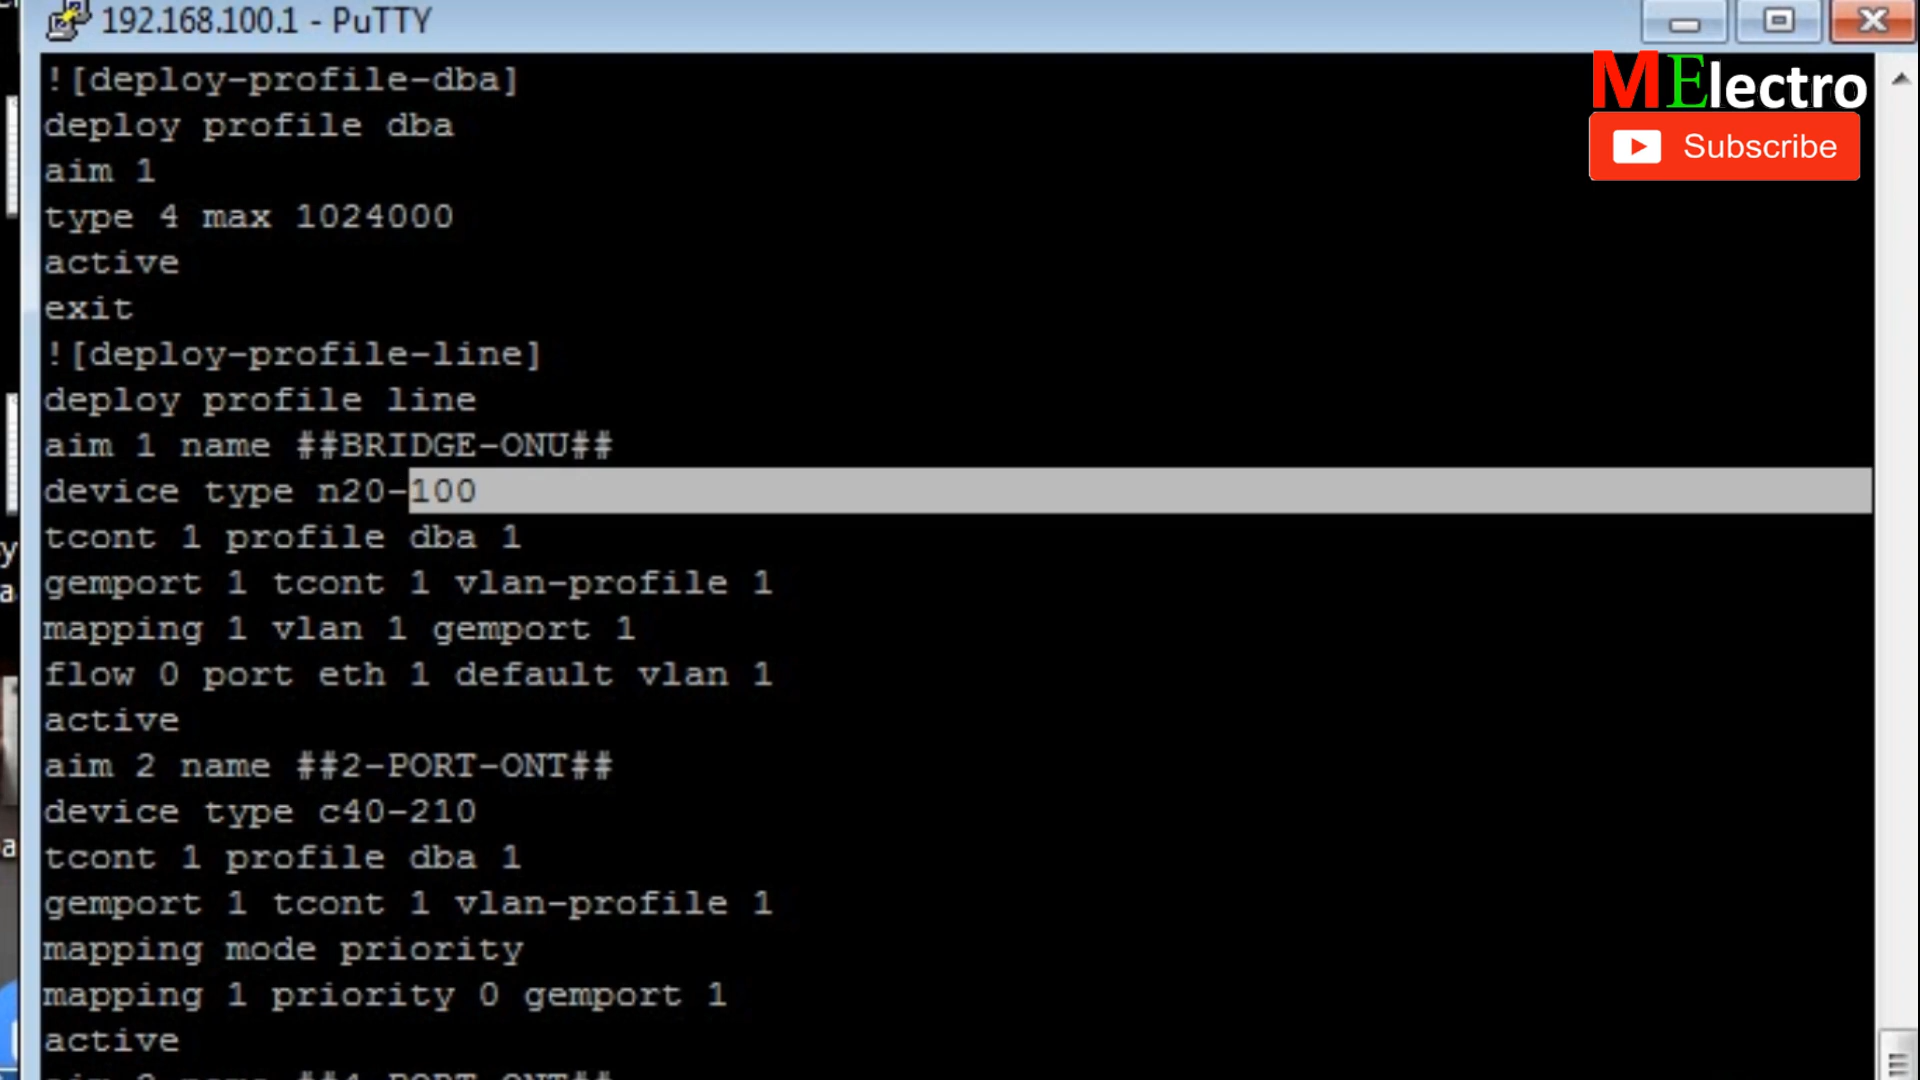 192.168.100.1 - PuTTY
![deploy-profile-dba]
deploy profile dba
aim 1
type 4 max 1024000
active
exit
![deploy-profile-line]
deploy profile line
aim 1 name ##BRIDGE-ONU##
device type n20-100
tcont 1 profile dba 1
gemport 1 tcont 1 vlan-profile 1
mapping 1 vlan 1 gemport 1
flow 0 port eth 1 default vlan 1
active
aim 2 name ##2-PORT-ONT##
device type c40-210
tcont 1 profile dba 1
gemport 1 tcont 1 vlan-profile 1
mapping mode priority
mapping 1 priority 0 gemport 1
active
MElectro
Subscribe